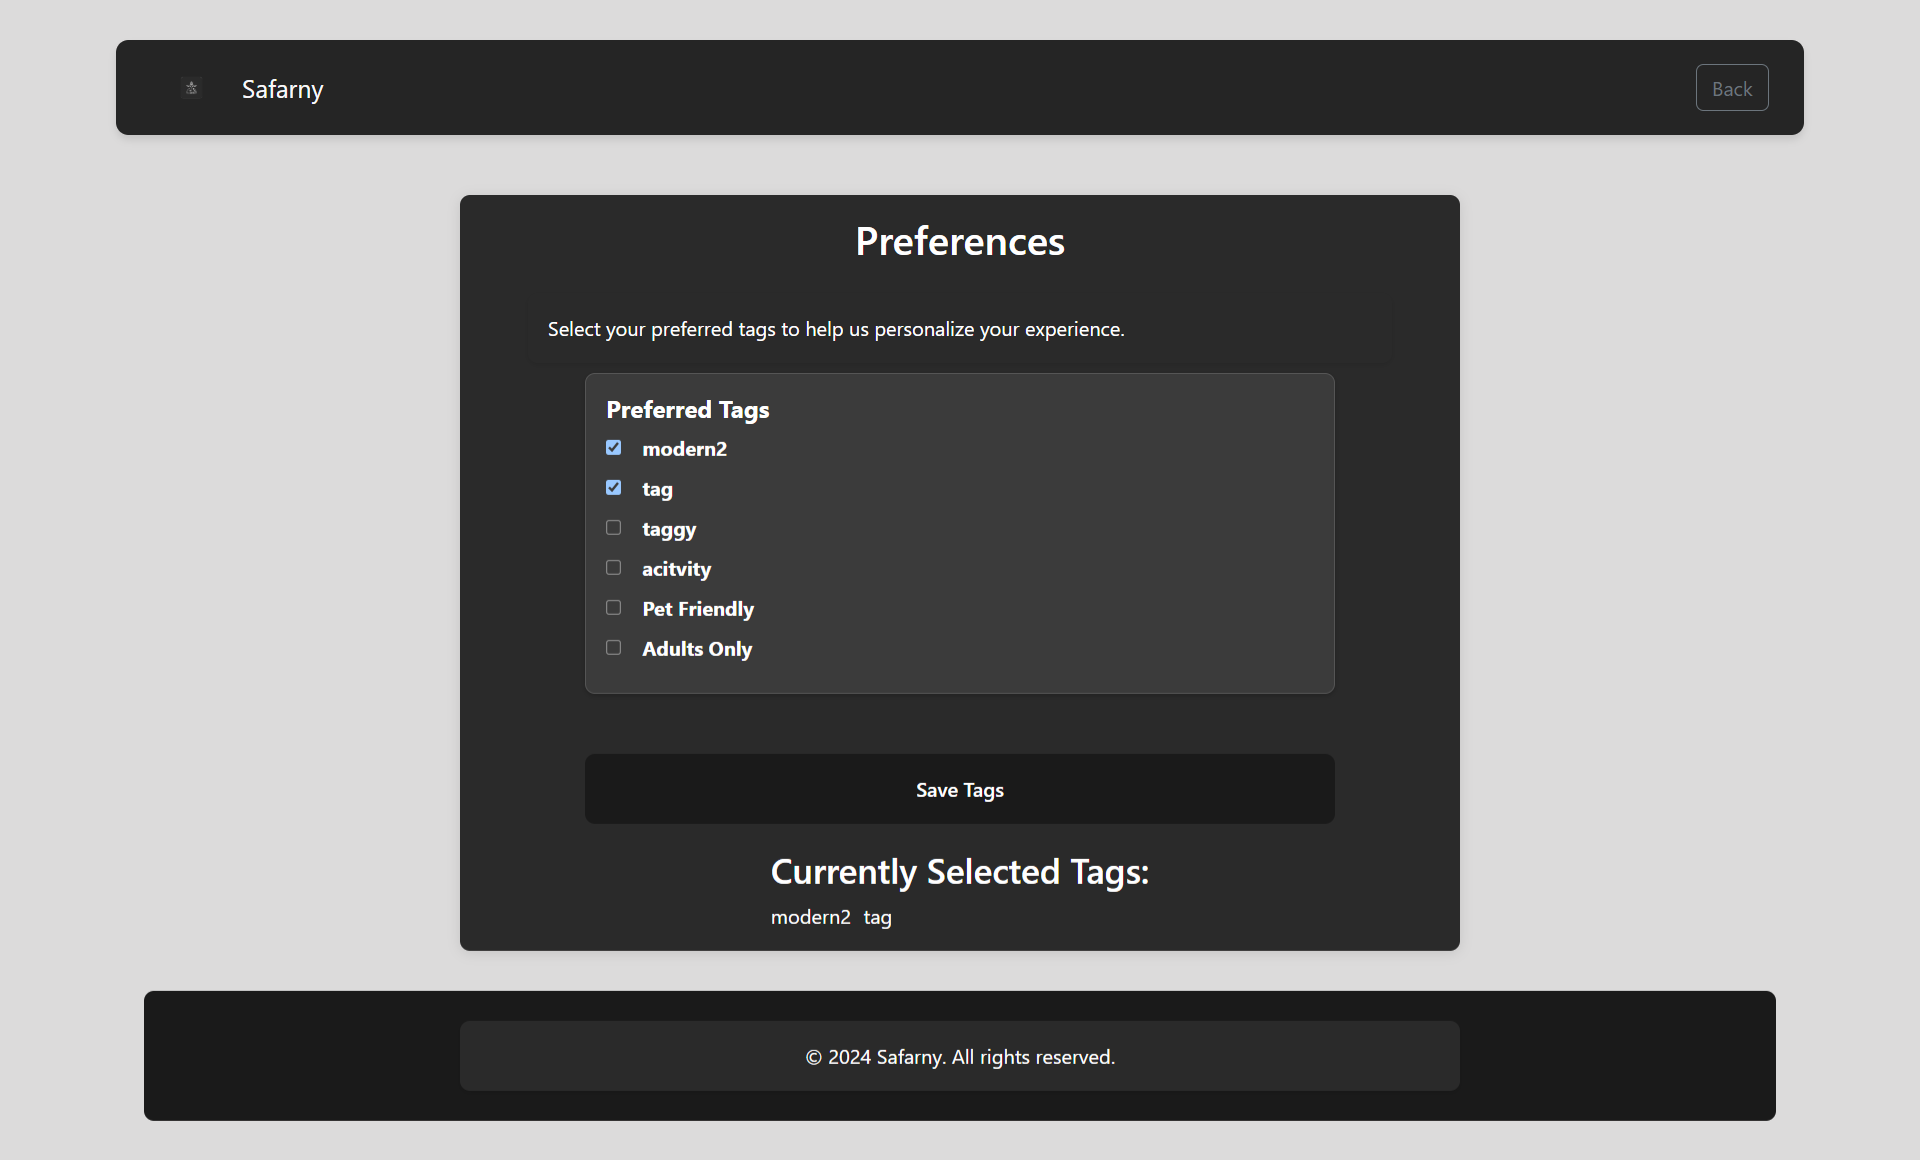 Safarny
Back
Preferences
Select your preferred tags to help us personalize your experience.
Preferred Tags
modern2
tag
taggy
acitvity
Pet Friendly
Adults Only
Save Tags
Currently Selected Tags:
modern2 tag
© 2024 Safarny. All rights reserved.